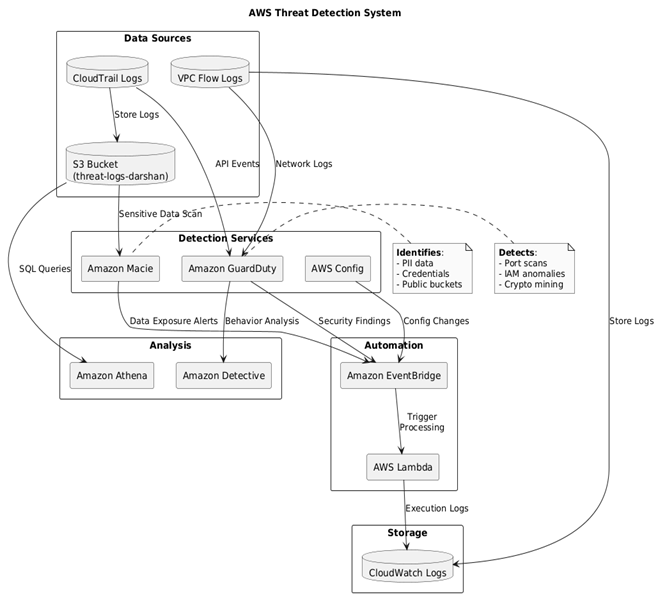 AWS Threat Detection System
Data Sources
CloudTrail Logs
VPC Flow Logs
Store Logs
API Events
Network Logs
S3 Bucket
(threat-logs-darshan)
Sensitive Data Scan
SQL Queries
Detection Services
Amazon Macie
Amazon GuardDuty
AWS Config
Identifies:
- PII data
- Credentials
- Public buckets
Detects:
- Port scans
- IAM anomalies
- Crypto mining
Data Exposure Alerts
Behavior Analysis
Security Findings
Config Changes
Store Logs
Analysis
Amazon Athena
Amazon Detective
Automation
Amazon EventBridge
Trigger
Processing
AWS Lambda
Execution Logs
Storage
CloudWatch Logs